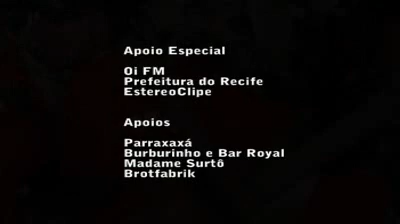 Apoio Especial
Oi FM
Prefeitura do Recife
EstereoClipe
Apoios
Parraxaxá
Burburinho e Bar Royal
Madame Surtô
Brotfabrik